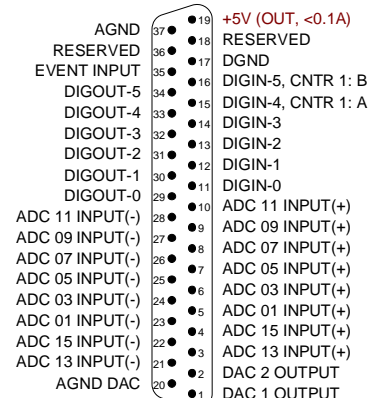 AGND 37 19 +5V (OUT, <0.1A)
RESERVED 36 18 RESERVED
EVENT INPUT 35 17 DGND
DIGOUT-5 34 16 DIGIN-5, CNTR 1: B
DIGOUT-4 33 15 DIGIN-4, CNTR 1: A
DIGOUT-3 32 14 DIGIN-3
DIGOUT-2 31 13 DIGIN-2
DIGOUT-1 30 12 DIGIN-1
DIGOUT-0 29 11 DIGIN-0
ADC 11 INPUT(-) 28 10 ADC 11 INPUT(+)
ADC 09 INPUT(-) 27 9 ADC 09 INPUT(+)
ADC 07 INPUT(-) 26 8 ADC 07 INPUT(+)
ADC 05 INPUT(-) 25 7 ADC 05 INPUT(+)
ADC 03 INPUT(-) 24 6 ADC 03 INPUT(+)
ADC 01 INPUT(-) 23 5 ADC 01 INPUT(+)
ADC 15 INPUT(-) 22 4 ADC 15 INPUT(+)
ADC 13 INPUT(-) 21 3 ADC 13 INPUT(+)
AGND DAC 20 2 DAC 2 OUTPUT
1 DAC 1 OUTPUT